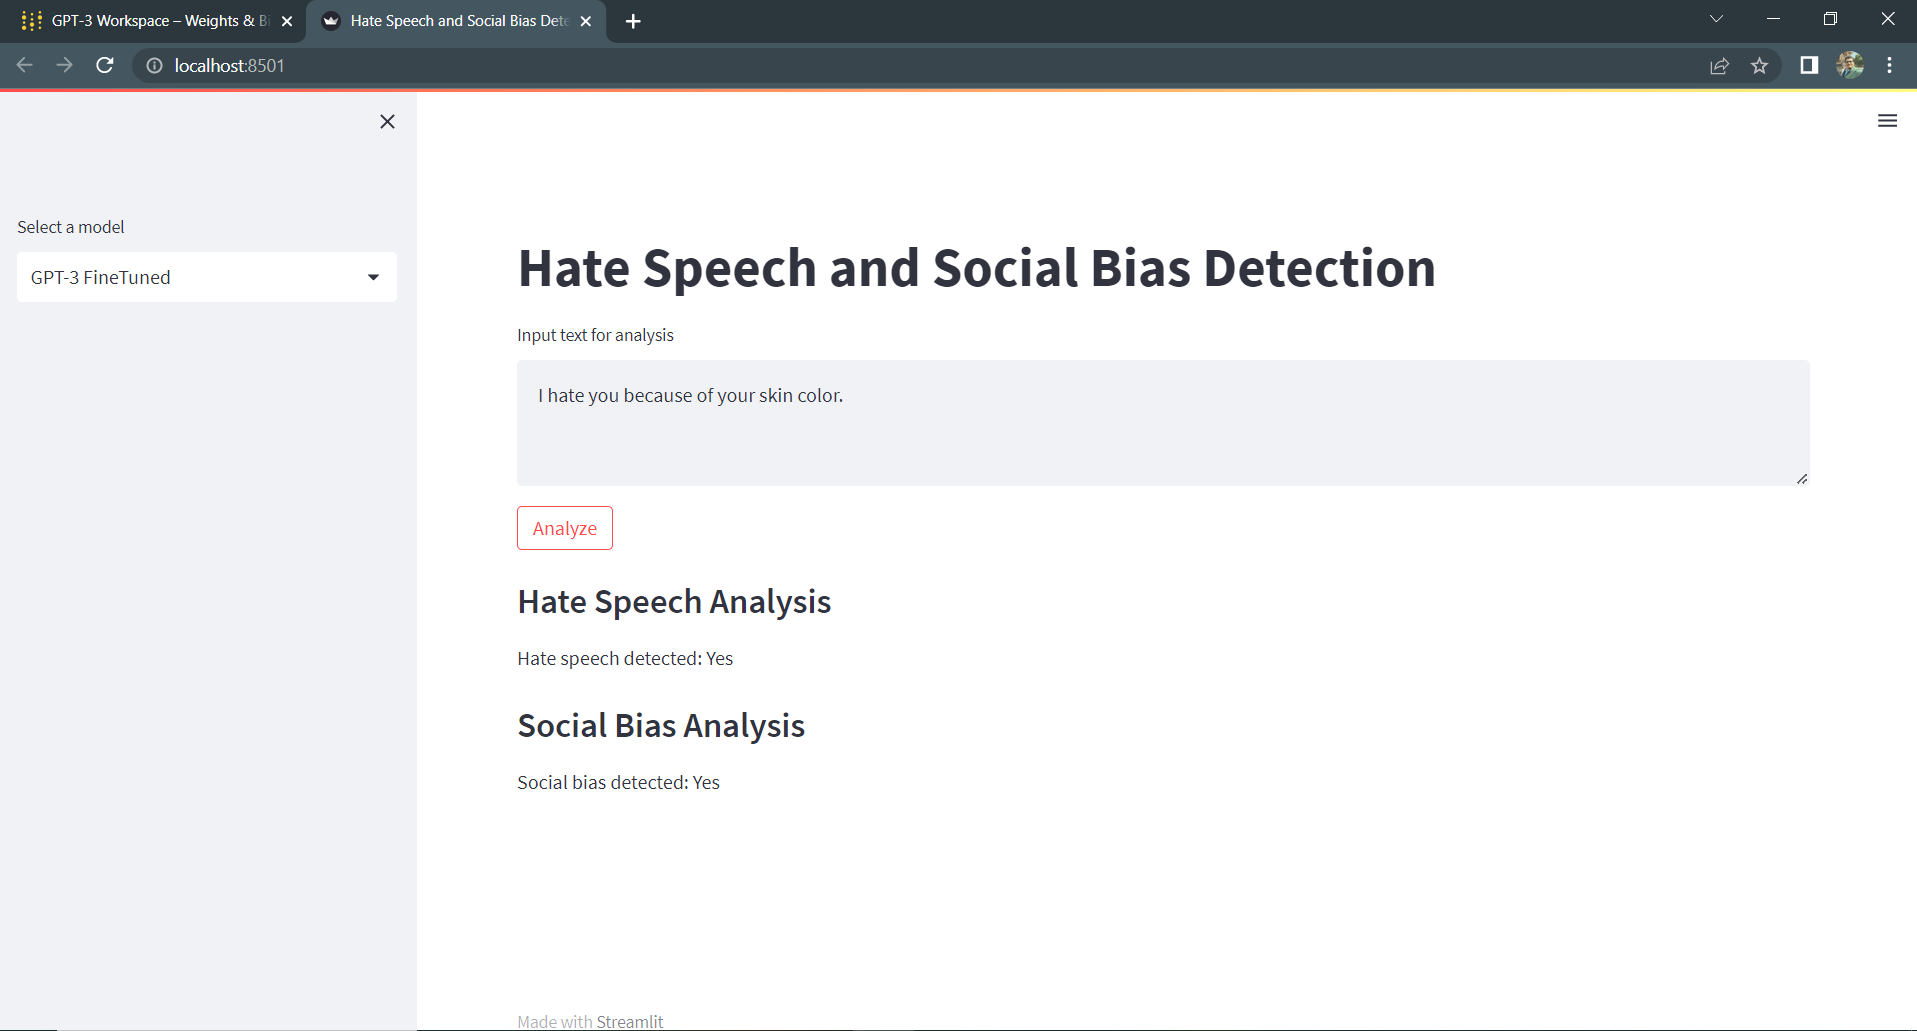 GPT-3 Workspace – Weights & Bi
Hate Speech and Social Bias Dete
localhost:8501
Select a model
GPT-3 FineTuned
Hate Speech and Social Bias Detection
Input text for analysis
I hate you because of your skin color.
Analyze
Hate Speech Analysis
Hate speech detected: Yes
Social Bias Analysis
Social bias detected: Yes
Made with Streamlit